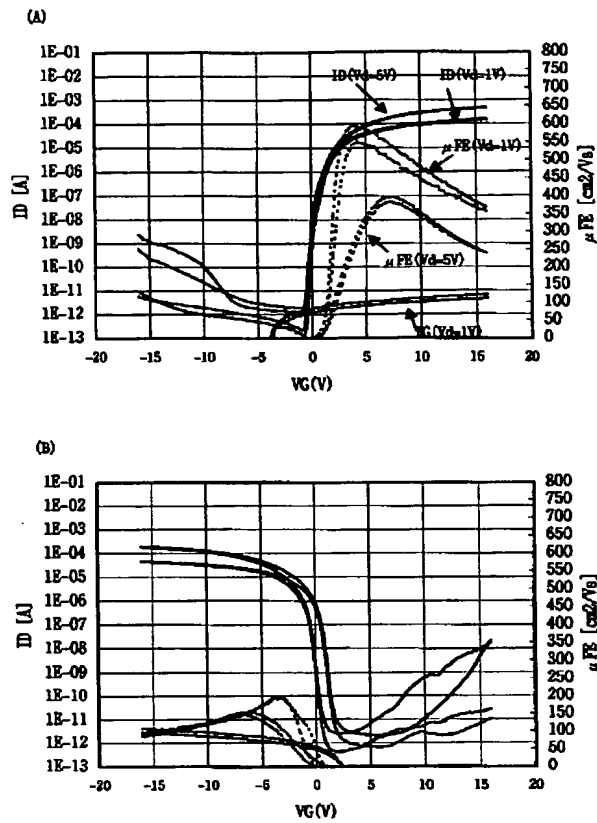 (A)
1E-01
1E-02
1E-03
1E-04
1E-05
1E-06
1E-07
1E-08
1E-09
1E-10
1E-11
1E-12
1E-13
ID [A]
800
750
700
650
600
550
500
450
400
350
300
250
200
150
100
50
0
μFE [cm2/Vs]
ID(Vd=5V)
ID(Vd=1V)
μFE(Vd=1V)
μFE(Vd=5V)
G(Vd=1V)
-20 -15 -10 -5 0 5 10 15 20
VG(V)
(B)
1E-01
1E-02
1E-03
1E-04
1E-05
1E-06
1E-07
1E-08
1E-09
1E-10
1E-11
1E-12
1E-13
ID [A]
800
750
700
650
600
550
500
450
400
350
300
250
200
150
100
50
0
μFE [cm2/Vs]
-20 -15 -10 -5 0 5 10 15 20
VG(V)